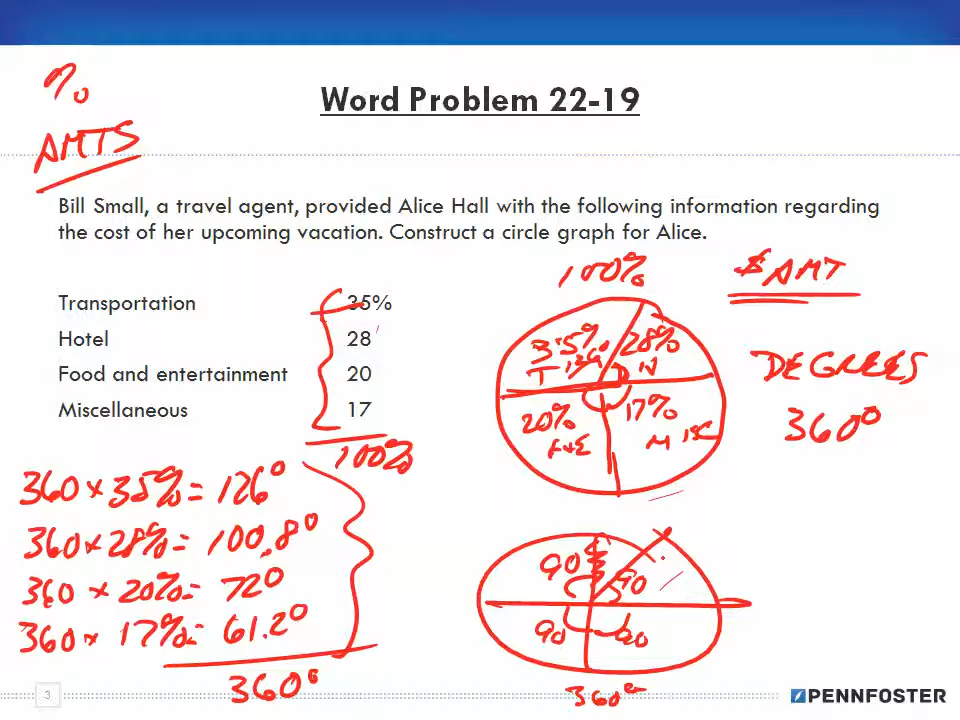 %
AMTS
Word Problem 22-19
Bill Small, a travel agent, provided Alice Hall with the following information regarding
the cost of her upcoming vacation. Construct a circle graph for Alice.
Transportation 35%
Hotel 28
Food and entertainment 20
Miscellaneous 17
100%
360 × 35% = 126°
360 × 28% = 100.8°
360 × 20% = 72°
360 × 17% = 61.2°
360°
100%
35% 28%
T H
20% 17%
F+E MISC
$ AMT
DEGREES
360°
90 90
90 90
360°
3
PENNFOSTER